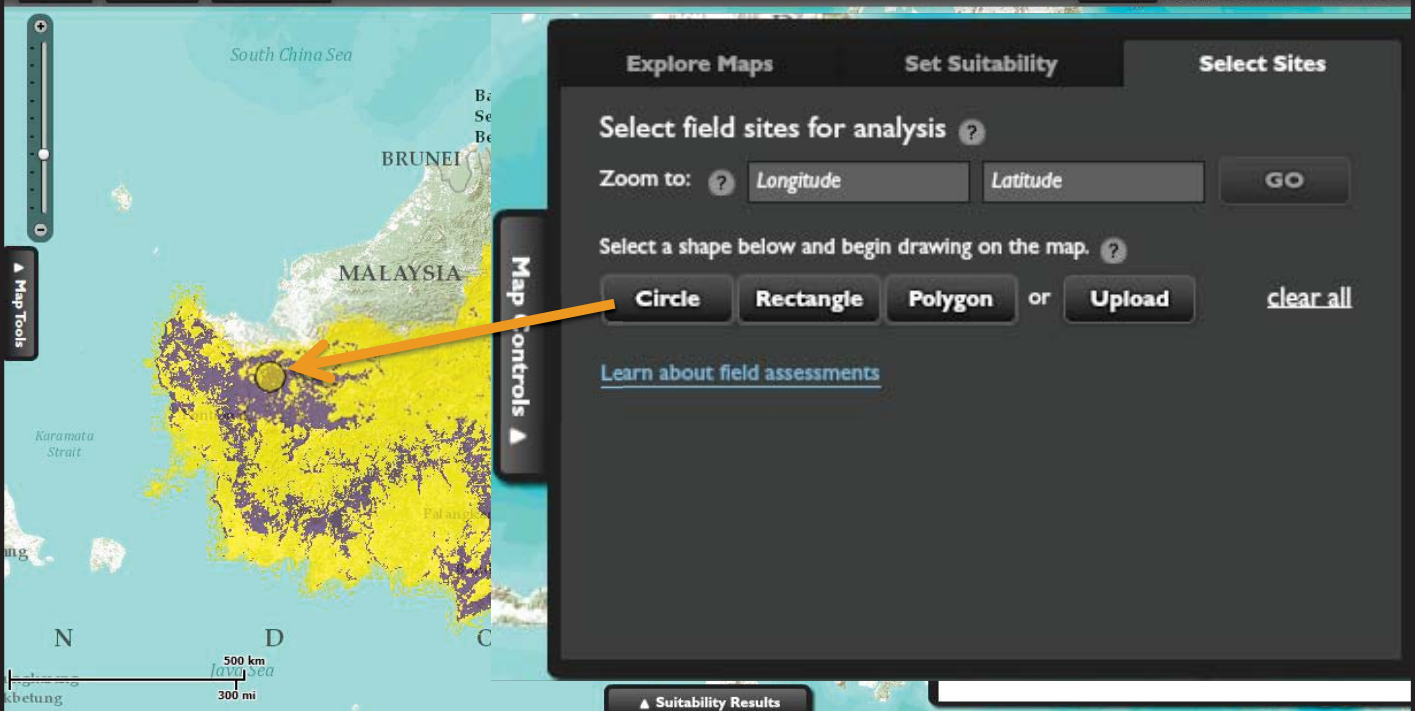 South China Sea
BRUNEI
MALAYSIA
Karamata
Strait
N D
Java Sea
500 km
300 mi
kbetung
Map Tools
Map Controls
Explore Maps Set Suitability Select Sites
Select field sites for analysis ?
Zoom to: ? Longitude Latitude GO
Select a shape below and begin drawing on the map. ?
Circle Rectangle Polygon or Upload clear all
Learn about field assessments
▲ Suitability Results